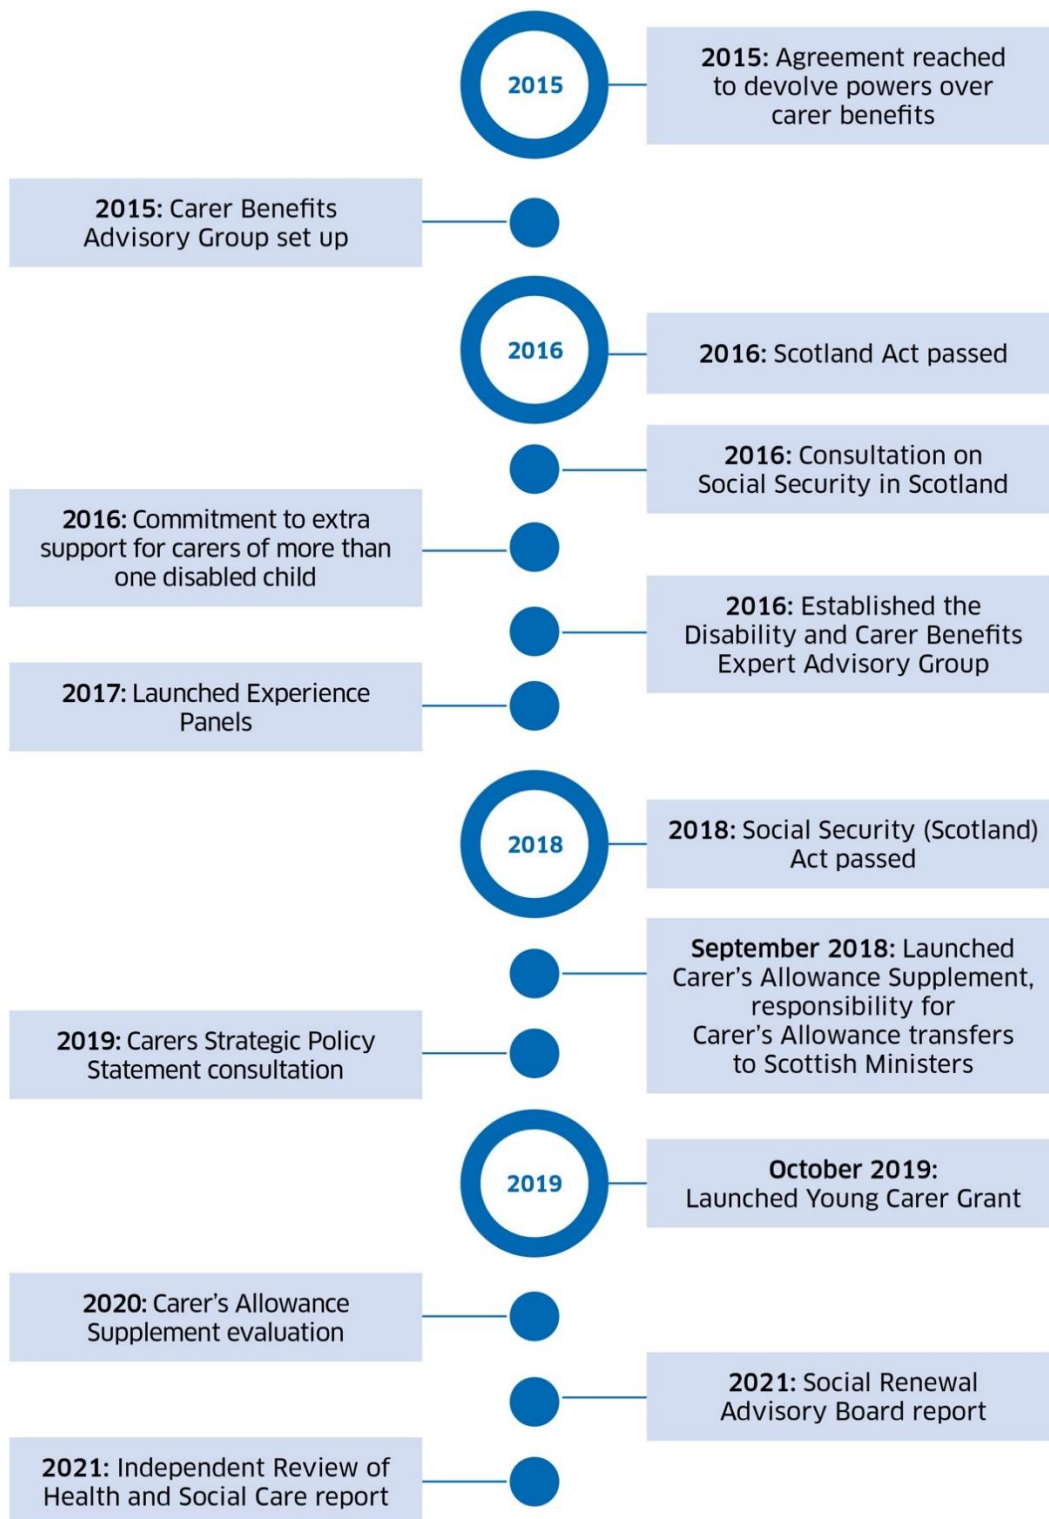 2015
2015: Agreement reached
to devolve powers over
carer benefits
2015: Carer Benefits
Advisory Group set up
2016
2016: Scotland Act passed
2016: Consultation on
Social Security in Scotland
2016: Commitment to extra
support for carers of more than
one disabled child
2016: Established the
Disability and Carer Benefits
Expert Advisory Group
2017: Launched Experience
Panels
2018
2018: Social Security (Scotland)
Act passed
September 2018: Launched
Carer’s Allowance Supplement,
responsibility for
Carer’s Allowance transfers
to Scottish Ministers
2019: Carers Strategic Policy
Statement consultation
2019
October 2019:
Launched Young Carer Grant
2020: Carer’s Allowance
Supplement evaluation
2021: Social Renewal
Advisory Board report
2021: Independent Review of
Health and Social Care report